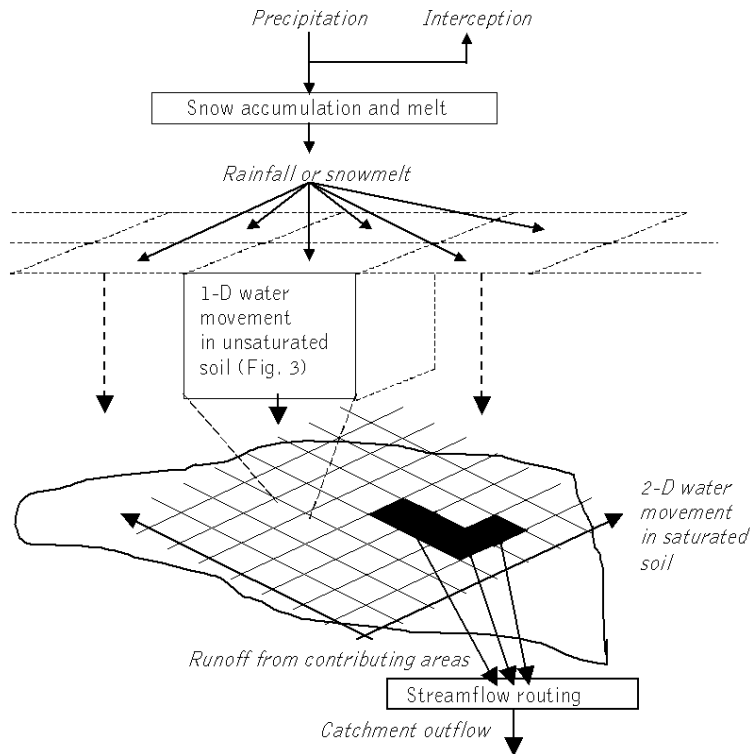 Precipitation
Interception
Snow accumulation and melt
Rainfall or snowmelt
1-D water
movement
in unsaturated
soil (Fig. 3)
2-D water
movement
in saturated
soil
Runoff from contributing areas
Streamflow routing
Catchment outflow